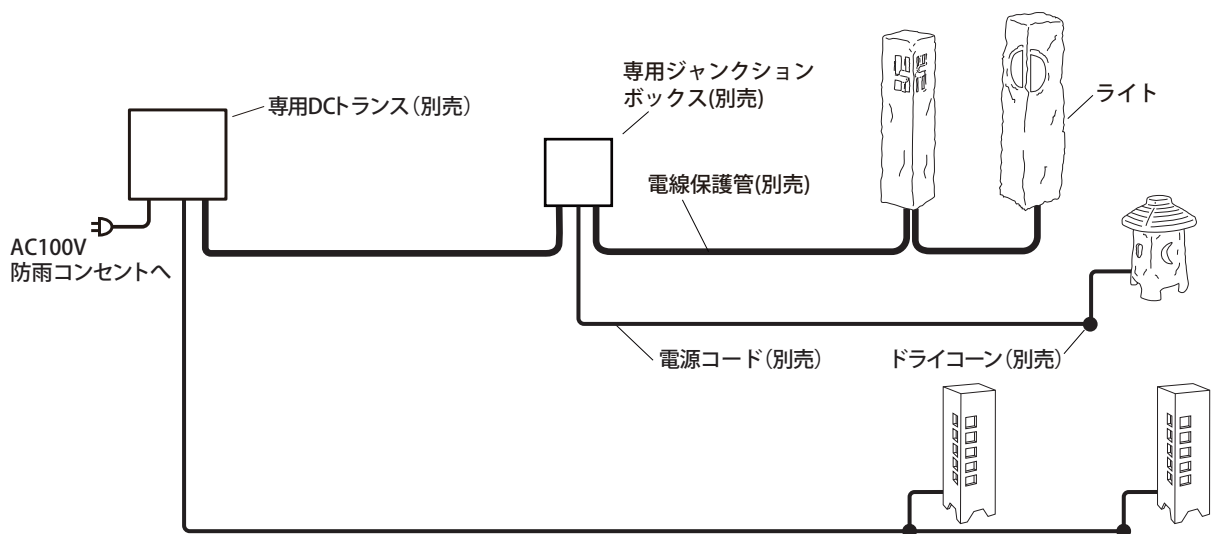 専用DCトランス（別売）
専用ジャンクション
ボックス(別売)
ライト
電線保護管(別売)
AC100V
防雨コンセントへ
電源コード（別売）
ドライコーン（別売）